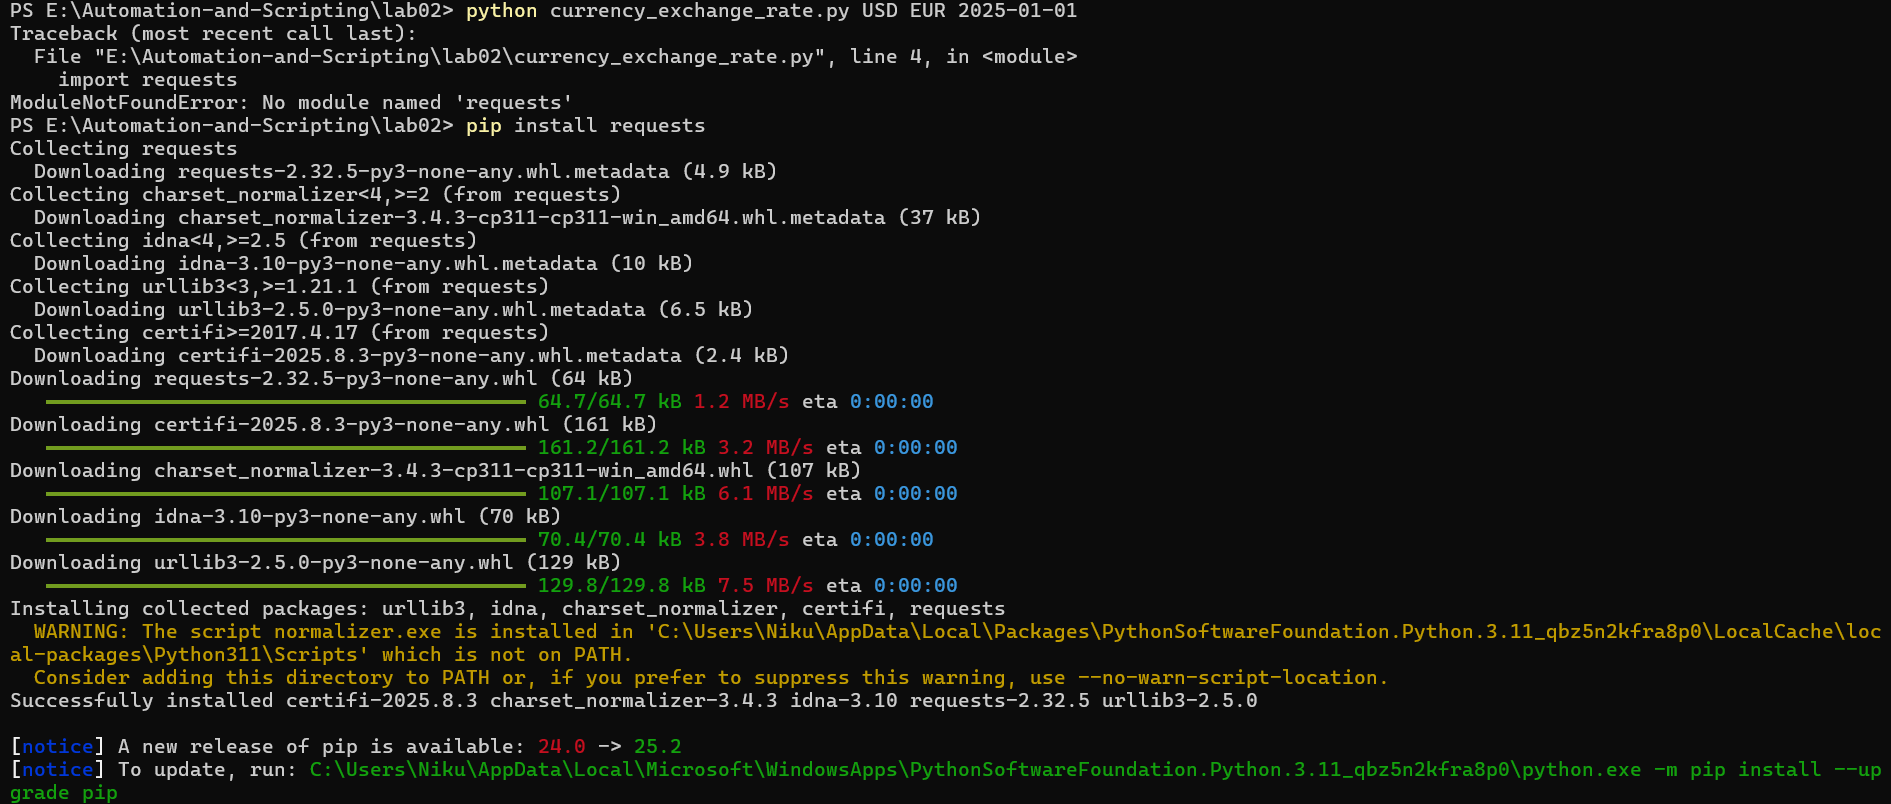 PS E:\Automation-and-Scripting\lab02> python currency_exchange_rate.py USD EUR 2025-01-01
Traceback (most recent call last):
  File "E:\Automation-and-Scripting\lab02\currency_exchange_rate.py", line 4, in <module>
    import requests
ModuleNotFoundError: No module named 'requests'
PS E:\Automation-and-Scripting\lab02> pip install requests
Collecting requests
  Downloading requests-2.32.5-py3-none-any.whl.metadata (4.9 kB)
Collecting charset_normalizer<4,>=2 (from requests)
  Downloading charset_normalizer-3.4.3-cp311-cp311-win_amd64.whl.metadata (37 kB)
Collecting idna<4,>=2.5 (from requests)
  Downloading idna-3.10-py3-none-any.whl.metadata (10 kB)
Collecting urllib3<3,>=1.21.1 (from requests)
  Downloading urllib3-2.5.0-py3-none-any.whl.metadata (6.5 kB)
Collecting certifi>=2017.4.17 (from requests)
  Downloading certifi-2025.8.3-py3-none-any.whl.metadata (2.4 kB)
Downloading requests-2.32.5-py3-none-any.whl (64 kB)
64.7/64.7 kB 1.2 MB/s eta 0:00:00
Downloading certifi-2025.8.3-py3-none-any.whl (161 kB)
161.2/161.2 kB 3.2 MB/s eta 0:00:00
Downloading charset_normalizer-3.4.3-cp311-cp311-win_amd64.whl (107 kB)
107.1/107.1 kB 6.1 MB/s eta 0:00:00
Downloading idna-3.10-py3-none-any.whl (70 kB)
70.4/70.4 kB 3.8 MB/s eta 0:00:00
Downloading urllib3-2.5.0-py3-none-any.whl (129 kB)
129.8/129.8 kB 7.5 MB/s eta 0:00:00
Installing collected packages: urllib3, idna, charset_normalizer, certifi, requests
  WARNING: The script normalizer.exe is installed in 'C:\Users\Niku\AppData\Local\Packages\PythonSoftwareFoundation.Python.3.11_qbz5n2kfra8p0\LocalCache\loc
al-packages\Python311\Scripts' which is not on PATH.
  Consider adding this directory to PATH or, if you prefer to suppress this warning, use --no-warn-script-location.
Successfully installed certifi-2025.8.3 charset_normalizer-3.4.3 idna-3.10 requests-2.32.5 urllib3-2.5.0
[notice] A new release of pip is available: 24.0 -> 25.2
[notice] To update, run: C:\Users\Niku\AppData\Local\Microsoft\WindowsApps\PythonSoftwareFoundation.Python.3.11_qbz5n2kfra8p0\python.exe -m pip install --up
grade pip